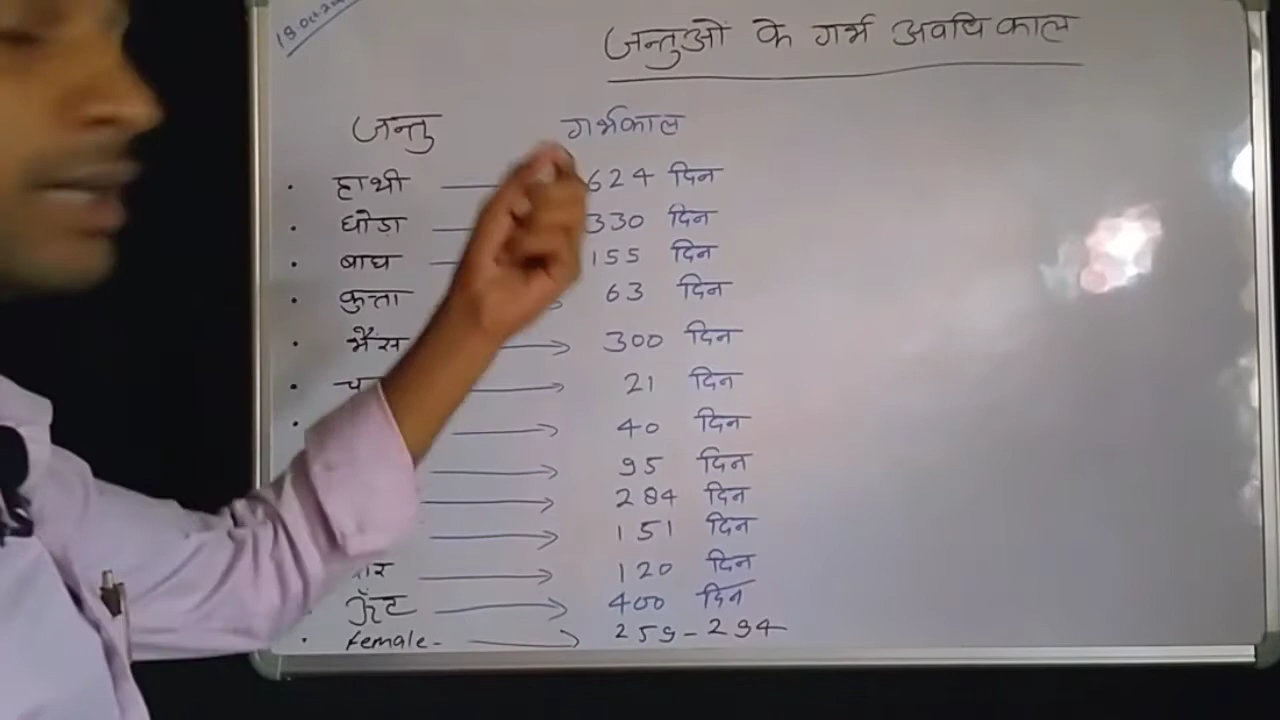 जन्तुओं के गर्भ अवधि काल
जन्तु गर्भकाल
हाथी 624 दिन
घोड़ा 330 दिन
बाघ 155 दिन
कुत्ता 63 दिन
भैंस 300 दिन
21 दिन
40 दिन
95 दिन
284 दिन
151 दिन
120 दिन
ऊँट 400 दिन
female- 259-294